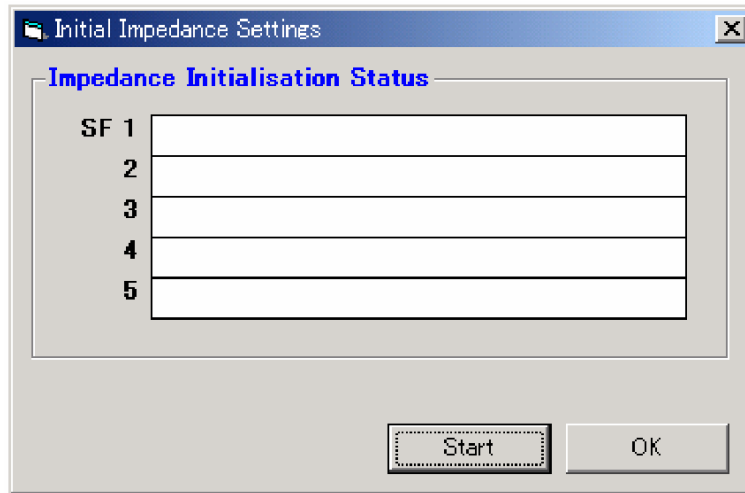 Initial Impedance Settings
Impedance Initialisation Status
SF 1
2
3
4
5
Start OK